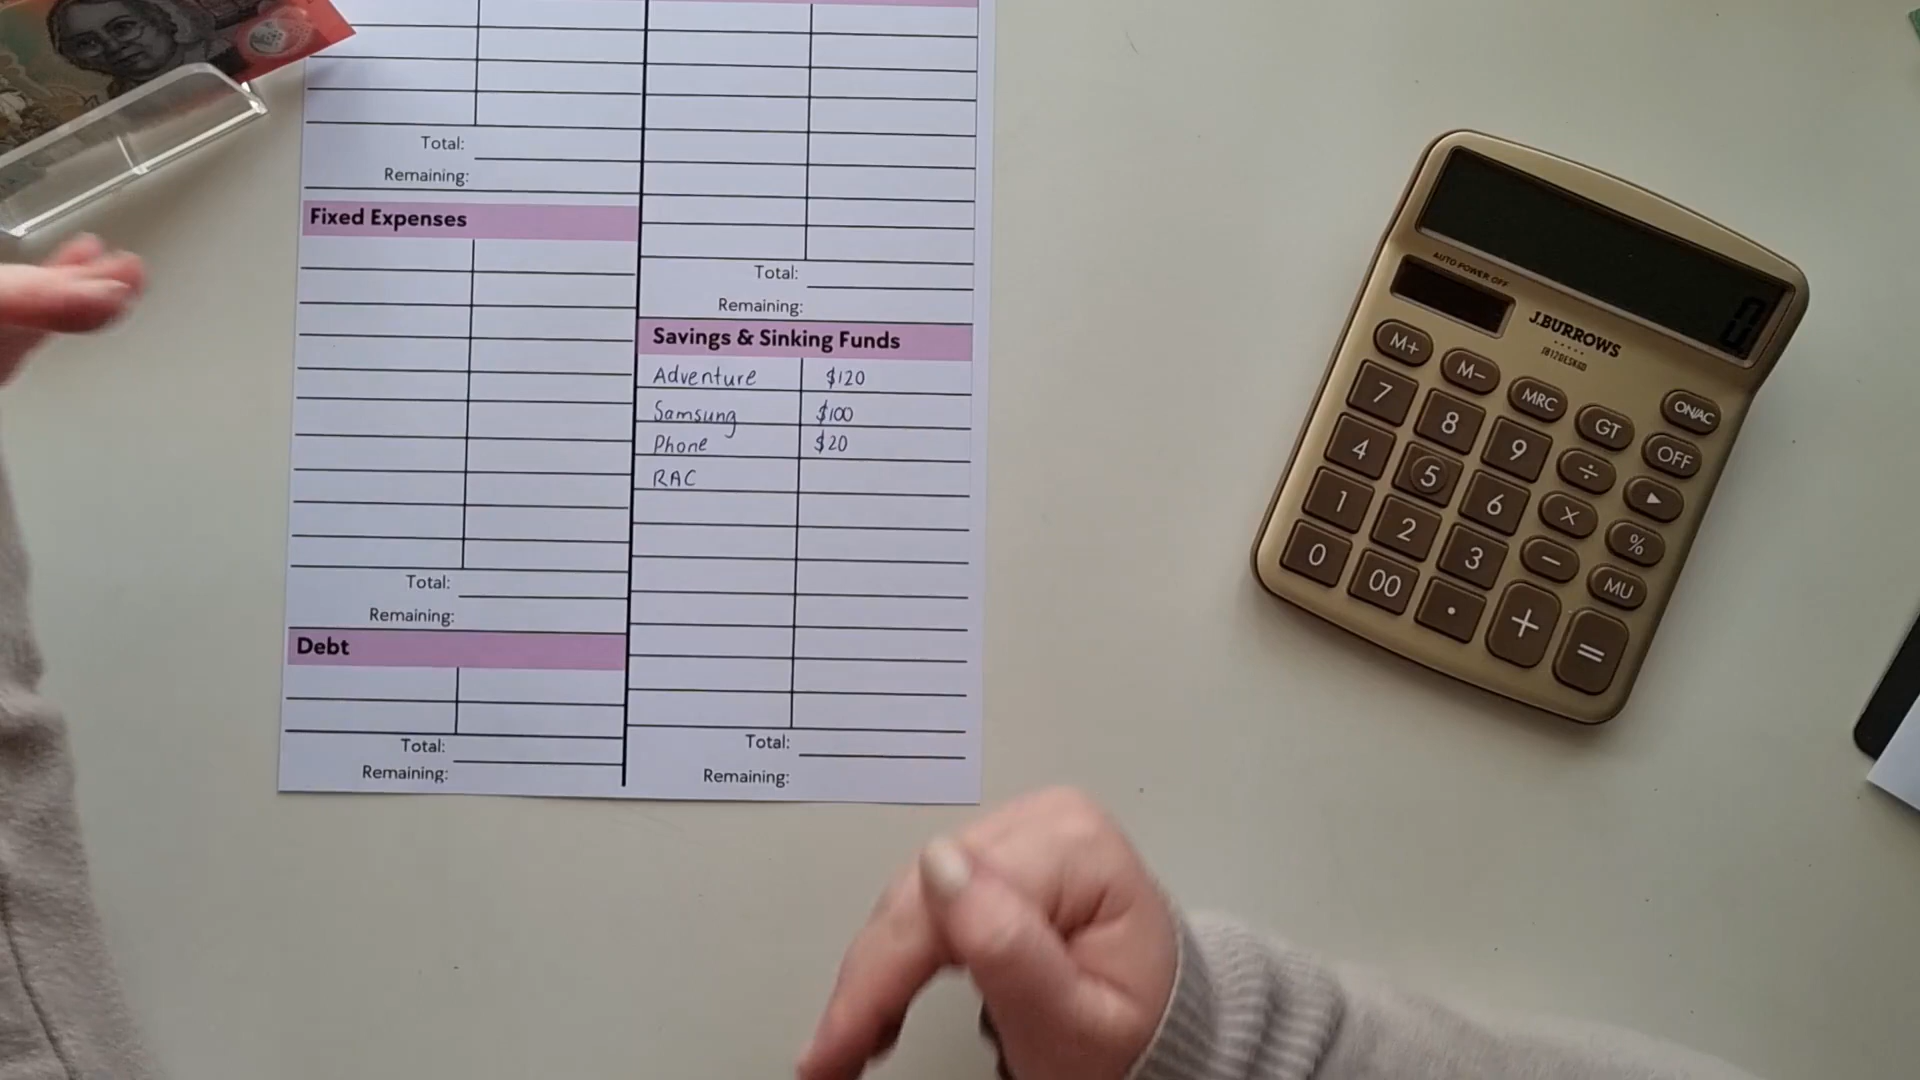 Total:
Remaining:
Fixed Expenses
Total:
Remaining:
Debt
Total:
Remaining:
Total:
Remaining:
Savings & Sinking Funds
Adventure $120
Samsung $100
Phone $20
RAC
Total:
Remaining:
0
AUTO POWER OFF
J.BURROWS
M+ M− MRC GT ON/AC
7 8 9 ÷ OFF
4 5 6 × ▶
1 2 3 − %
0 00 . + = MU